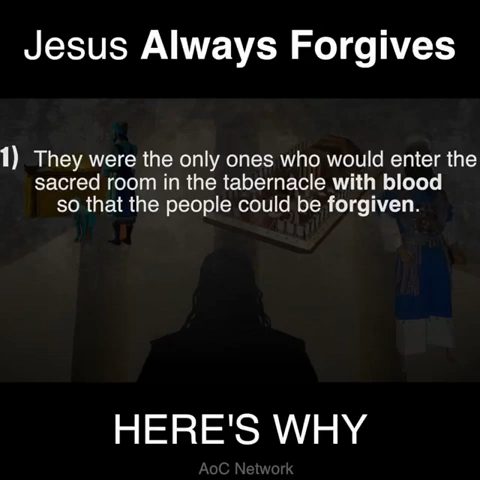 Jesus Always Forgives
1) They were the only ones who would enter the
sacred room in the tabernacle with blood
so that the people could be forgiven.
HERE'S WHY
AoC Network